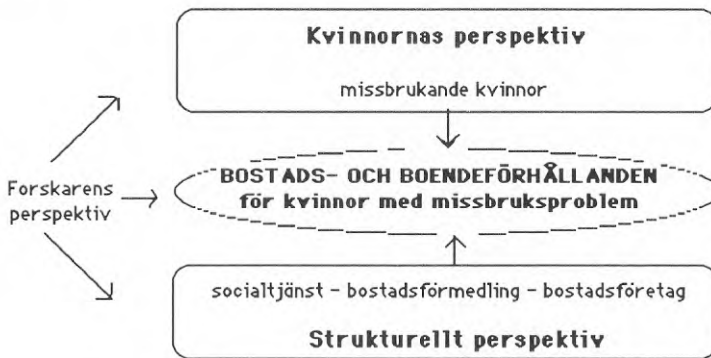 Kvinnornas perspektiv
missbrukande kvinnor
Forskarens
perspektiv
BOSTADS- OCH BOENDEFÖRHÅLLANDEN
för kvinnor med missbruksproblem
socialtjänst - bostadsförmedling - bostadsföretag
Strukturellt perspektiv